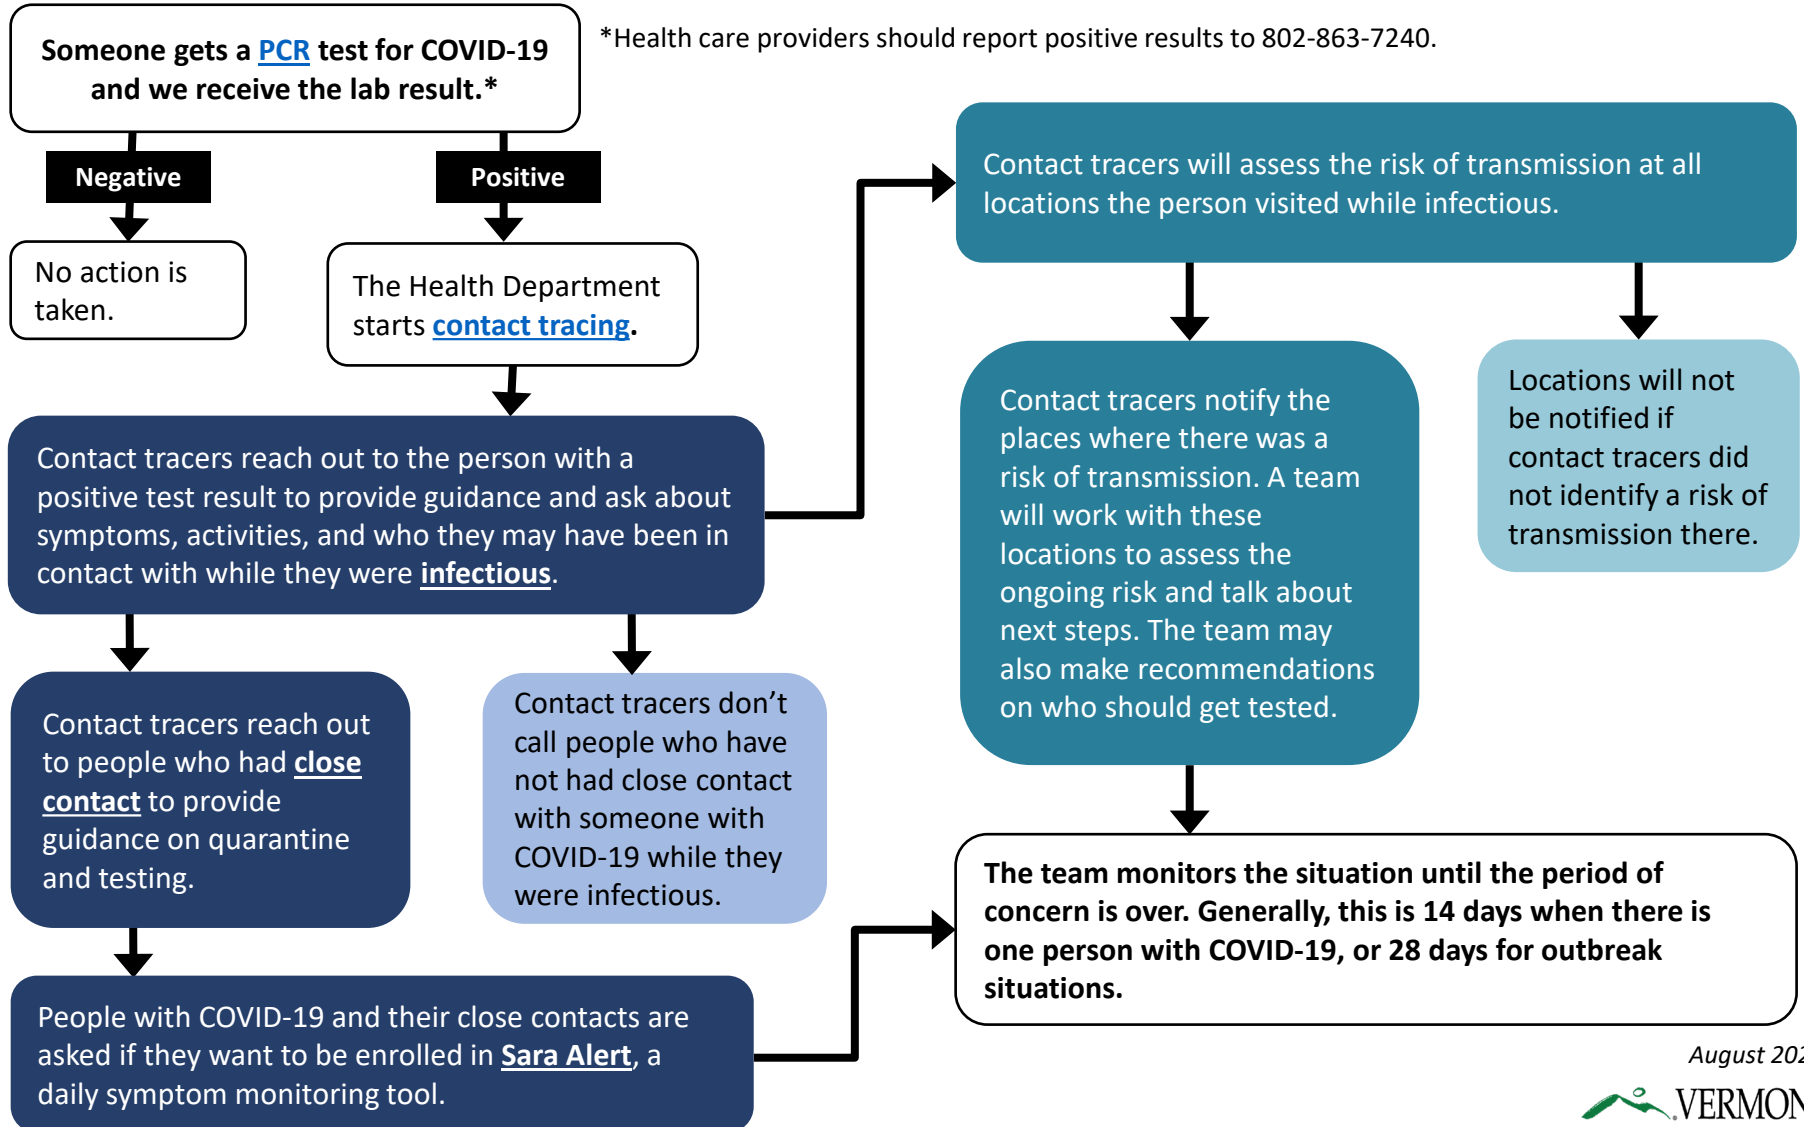 Someone gets a PCR test for COVID-19
and we receive the lab result.*
*Health care providers should report positive results to 802-863-7240.
Negative
Positive
No action is
taken.
The Health Department
starts contact tracing.
Contact tracers reach out to the person with a
positive test result to provide guidance and ask about
symptoms, activities, and who they may have been in
contact with while they were infectious.
Contact tracers reach out
to people who had close
contact to provide
guidance on quarantine
and testing.
Contact tracers don’t
call people who have
not had close contact
with someone with
COVID-19 while they
were infectious.
People with COVID-19 and their close contacts are
asked if they want to be enrolled in Sara Alert, a
daily symptom monitoring tool.
Contact tracers will assess the risk of transmission at all
locations the person visited while infectious.
Contact tracers notify the
places where there was a
risk of transmission. A team
will work with these
locations to assess the
ongoing risk and talk about
next steps. The team may
also make recommendations
on who should get tested.
Locations will not
be notified if
contact tracers did
not identify a risk of
transmission there.
The team monitors the situation until the period of
concern is over. Generally, this is 14 days when there is
one person with COVID-19, or 28 days for outbreak
situations.
August 202
VERMON